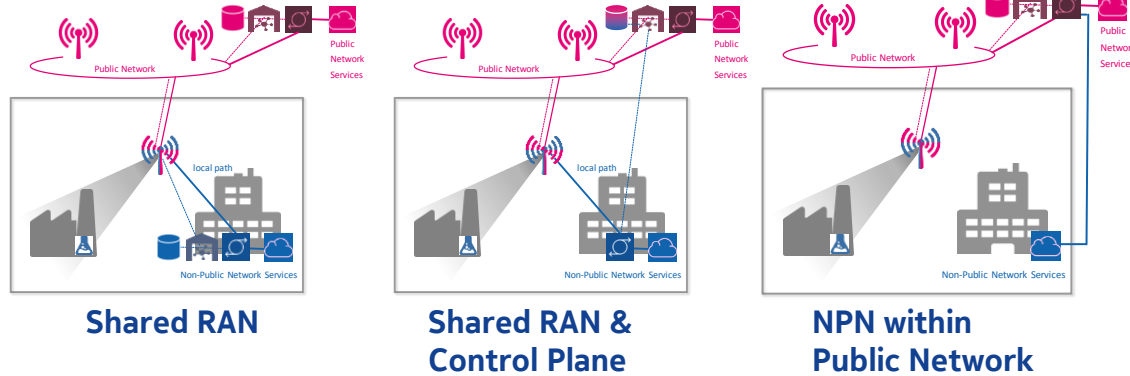 Public
Network
Services
Public Network
local path
Non-Public Network Services
Shared RAN
Public
Network
Services
Public Network
local path
Non-Public Network Services
Shared RAN &
Control Plane
Public
Network
Services
Public Network
Non-Public Network Services
NPN within
Public Network